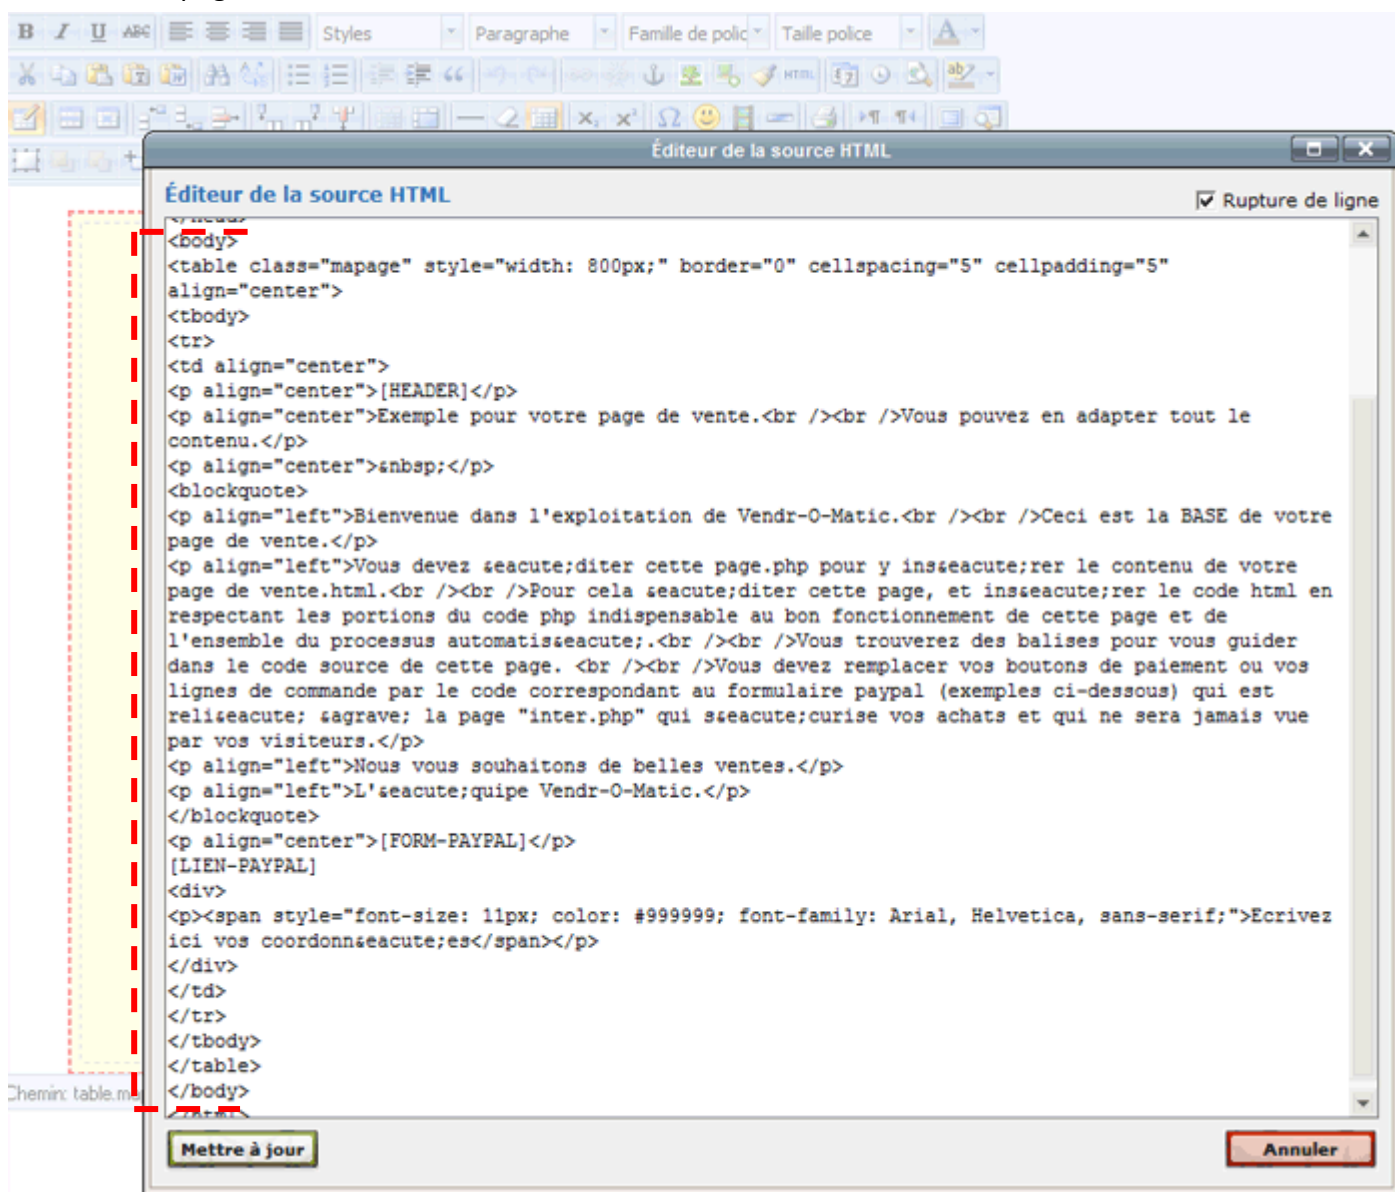 B I U ABC Styles Paragraphe Famille de polic Taille police A
HTML
Éditeur de la source HTML
Éditeur de la source HTML
Rupture de ligne
</head>
<body>
<table class="mapage" style="width: 800px;" border="0" cellspacing="5" cellpadding="5"
align="center">
<tbody>
<tr>
<td align="center">
<p align="center">[HEADER]</p>
<p align="center">Exemple pour votre page de vente.<br /><br />Vous pouvez en adapter tout le
contenu.</p>
<p align="center">&nbsp;</p>
<blockquote>
<p align="left">Bienvenue dans l'exploitation de Vendr-O-Matic.<br /><br />Ceci est la BASE de votre
page de vente.</p>
<p align="left">Vous devez &eacute;diter cette page.php pour y ins&eacute;rer le contenu de votre
page de vente.html.<br /><br />Pour cela &eacute;diter cette page, et ins&eacute;rer le code html en
respectant les portions du code php indispensable au bon fonctionnement de cette page et de
l'ensemble du processus automatis&eacute;.<br /><br />Vous trouverez des balises pour vous guider
dans le code source de cette page. <br /><br />Vous devez remplacer vos boutons de paiement ou vos
lignes de commande par le code correspondant au formulaire paypal (exemples ci-dessous) qui est
reli&eacute; &agrave; la page "inter.php" qui s&eacute;curise vos achats et qui ne sera jamais vue
par vos visiteurs.</p>
<p align="left">Nous vous souhaitons de belles ventes.</p>
<p align="left">L'&eacute;quipe Vendr-O-Matic.</p>
</blockquote>
<p align="center">[FORM-PAYPAL]</p>
[LIEN-PAYPAL]
<div>
<p><span style="font-size: 11px; color: #999999; font-family: Arial, Helvetica, sans-serif;">Ecrivez
ici vos coordonn&eacute;es</span></p>
</div>
</td>
</tr>
</tbody>
</table>
</body>
</html>
Chemin: table.ma
Mettre à jour
Annuler